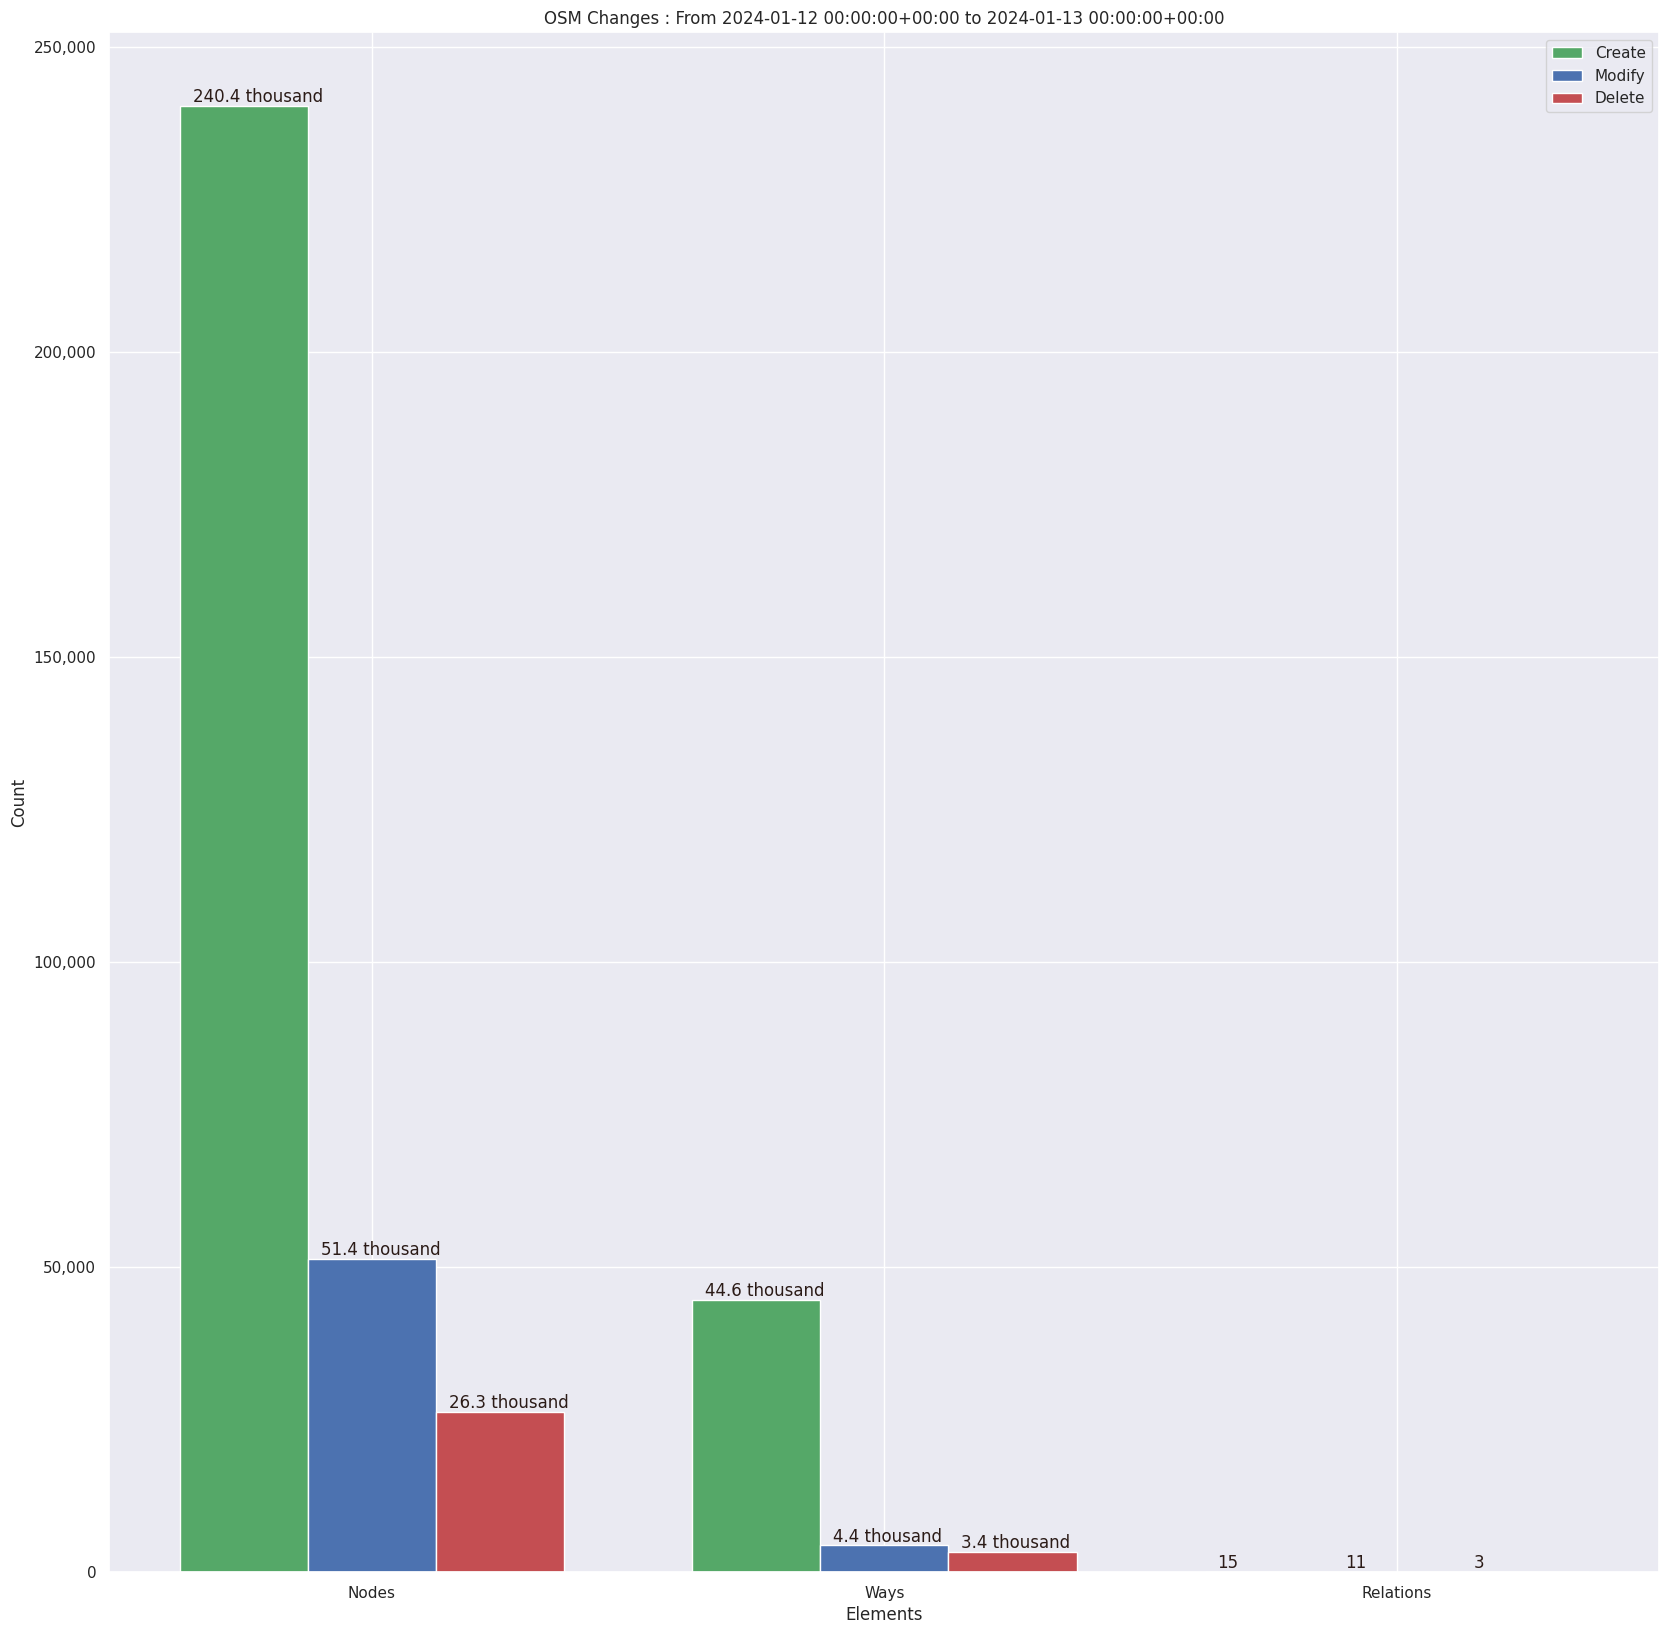 OSM Changes : From 2024-01-12 00:00:00+00:00 to 2024-01-13 00:00:00+00:00
Create
Modify
Delete
250,000
200,000
150,000
100,000
50,000
0
Count
240.4 thousand
51.4 thousand
26.3 thousand
44.6 thousand
4.4 thousand
3.4 thousand
15
11
3
Nodes
Ways
Relations
Elements